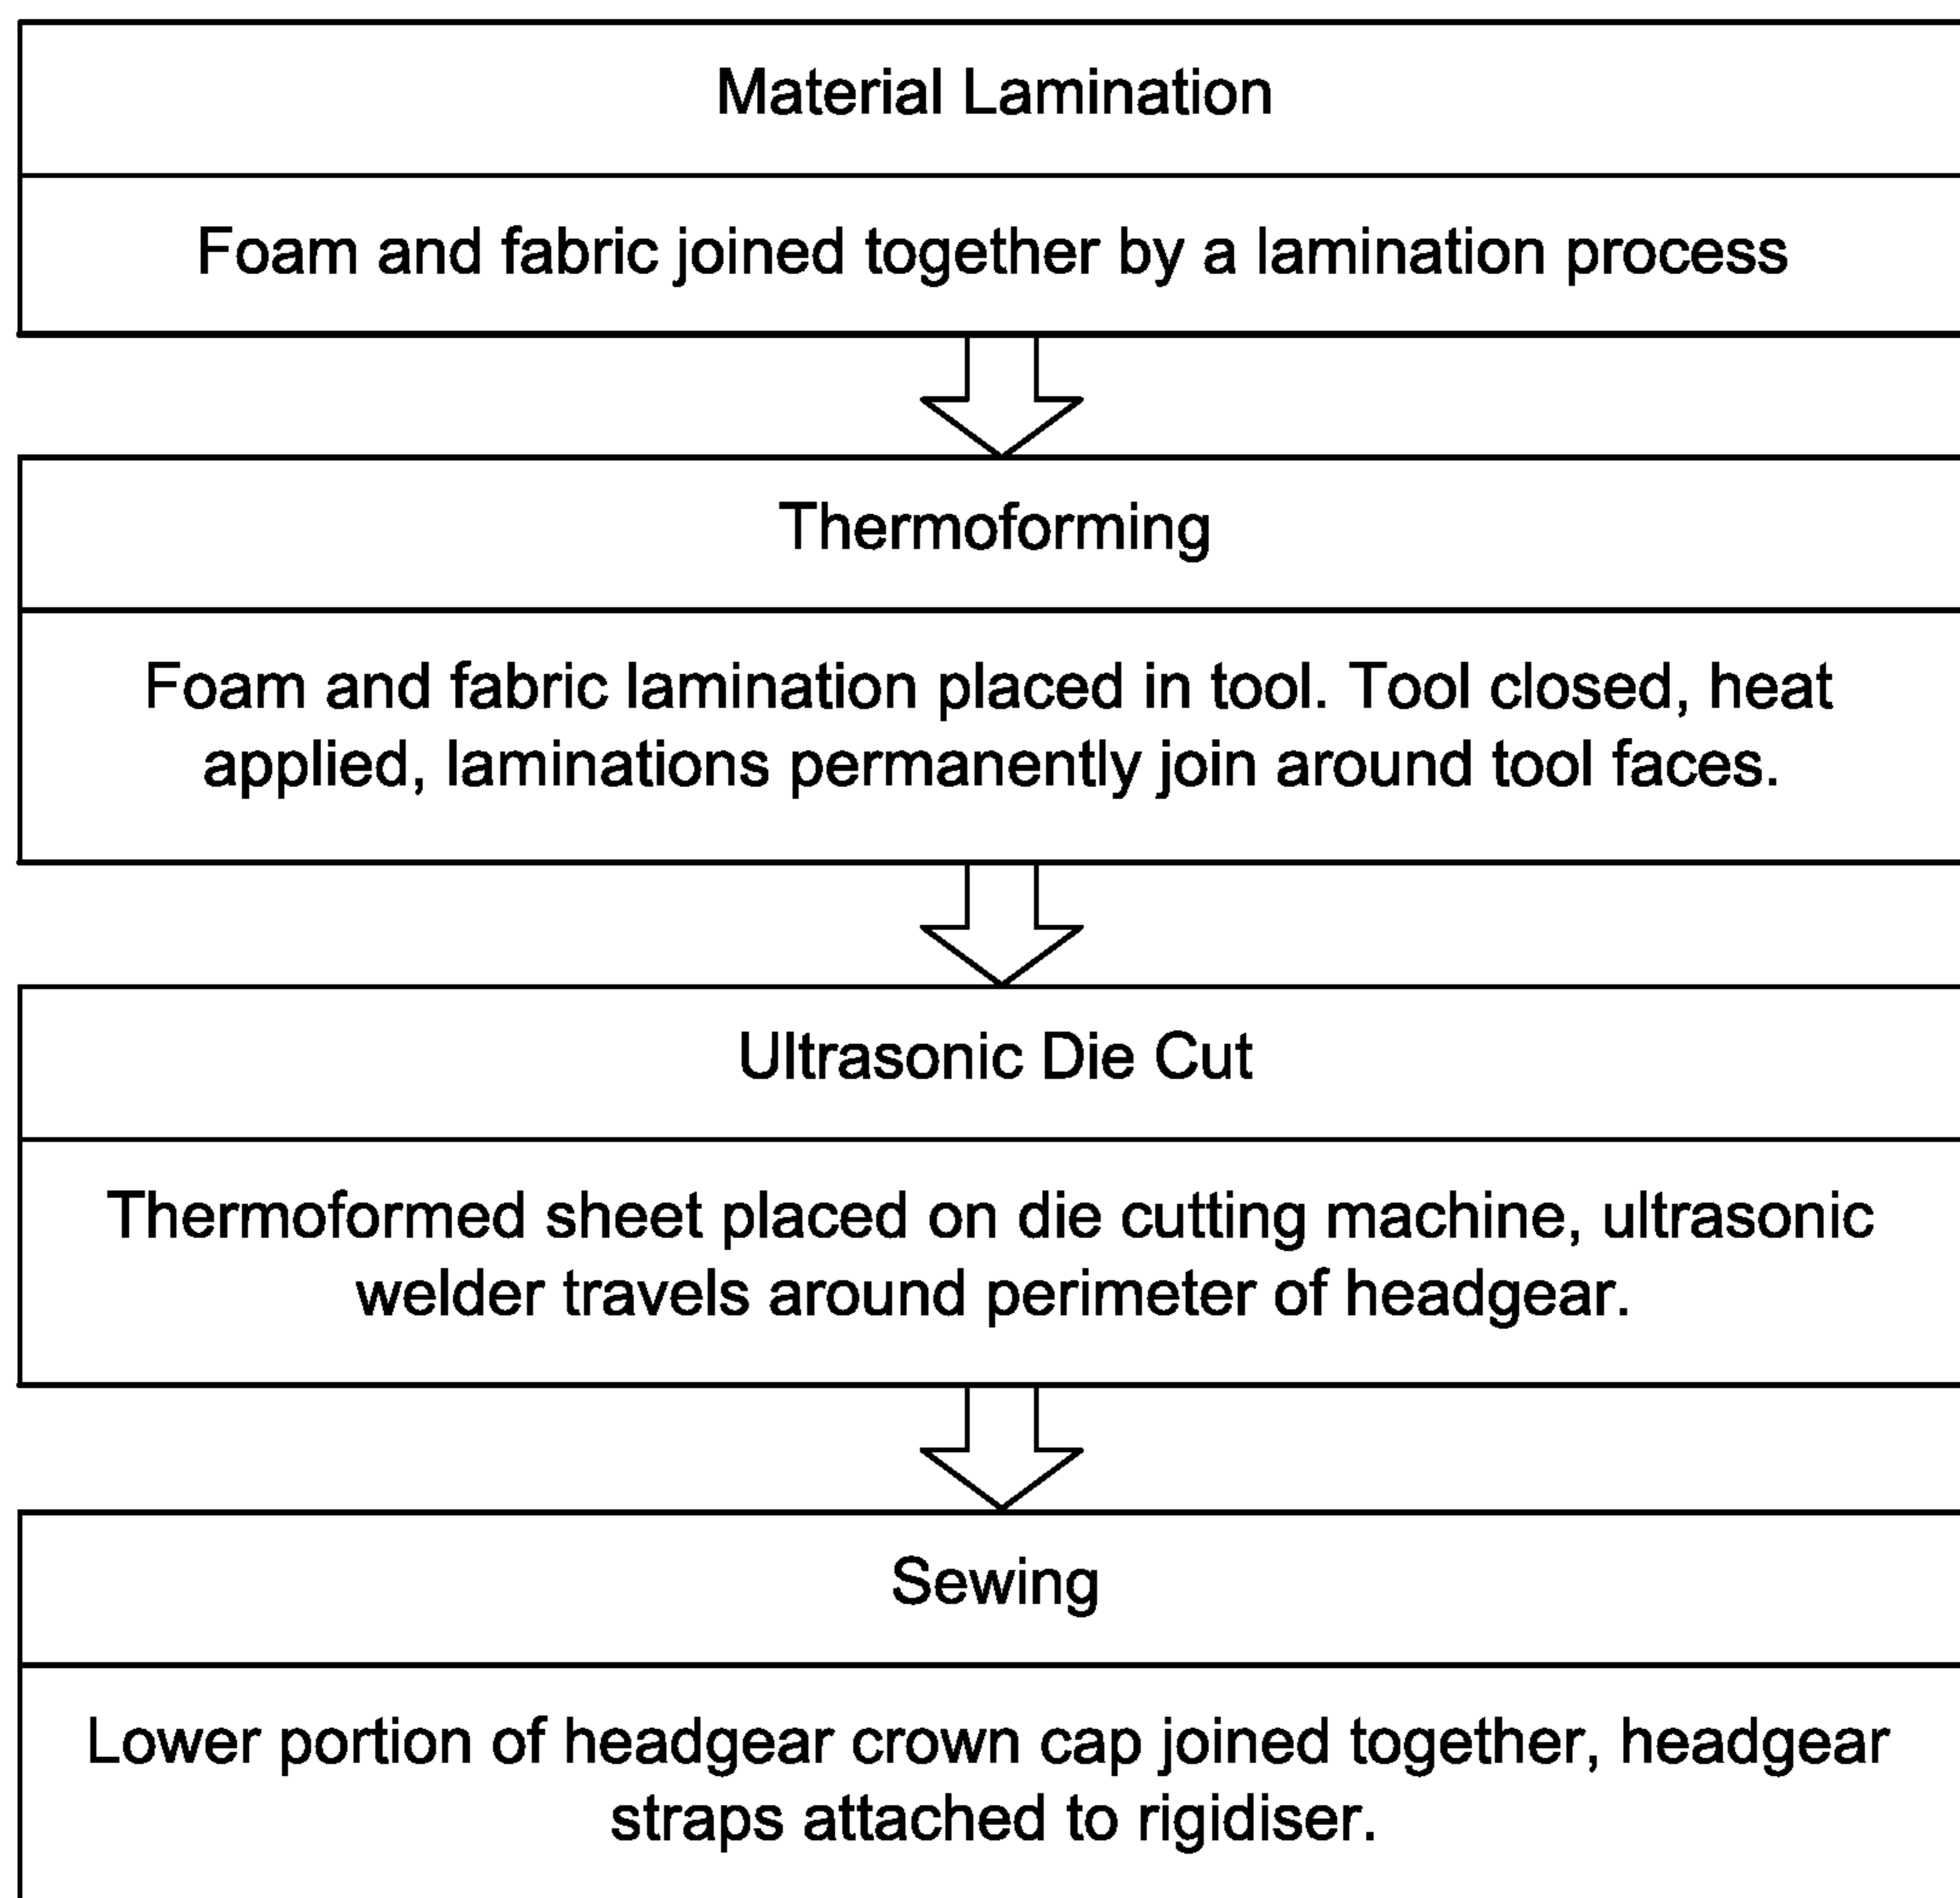 Material Lamination
Foam and fabric joined together by a lamination process
Thermoforming
Foam and fabric lamination placed in tool. Tool closed, heat
applied, laminations permanently join around tool faces.
Ultrasonic Die Cut
Thermoformed sheet placed on die cutting machine, ultrasonic
welder travels around perimeter of headgear.
Sewing
Lower portion of headgear crown cap joined together, headgear
straps attached to rigidiser.